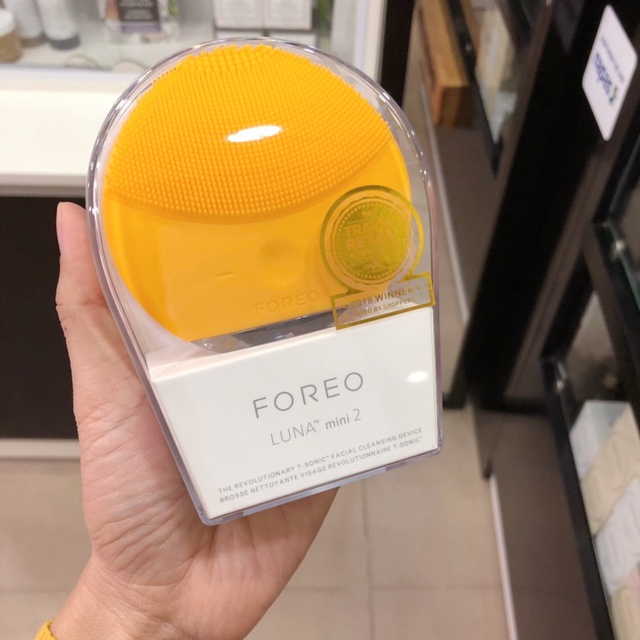 FOREO
2018 WINNER
FOREO
LUNA™ mini 2
THE REVOLUTIONARY T-SONIC™ FACIAL CLEANSING DEVICE
BROSSE NETTOYANTE VISAGE RÉVOLUTIONNAIRE T-SONIC™